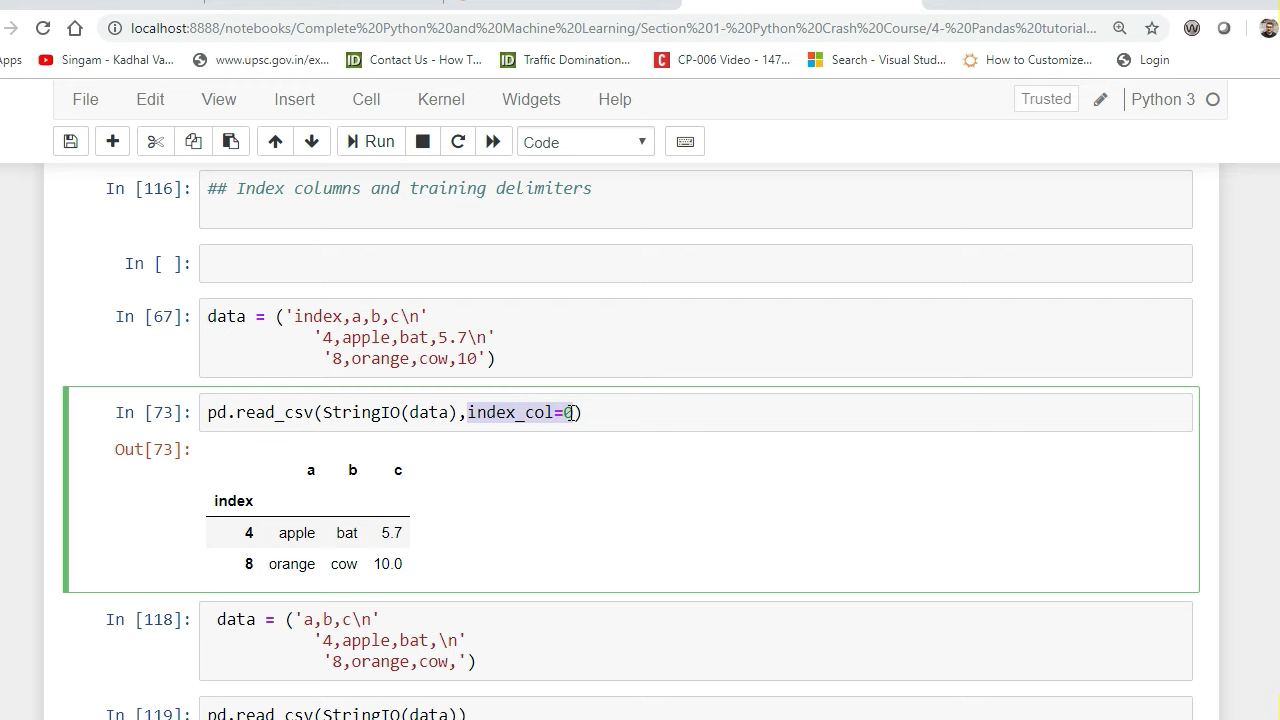 localhost:8888/notebooks/Complete%20Python%20and%20Machine%20Learning/Section%201-%20Python%20Crash%20Course/4-%20Pandas%20tutorial...
Apps Singam - Kadhal Va... www.upsc.gov.in/ex... Contact Us - How T... Traffic Domination... CP-006 Video - 147... Search - Visual Stud... How to Customize... Login
File Edit View Insert Cell Kernel Widgets Help Trusted Python 3
Run Code
In [116]: ## Index columns and training delimiters
In [ ]:
In [67]: data = ('index,a,b,c\n'
'4,apple,bat,5.7\n'
'8,orange,cow,10')
In [73]: pd.read_csv(StringIO(data),index_col=0)
Out[73]:
a b c
index
4 apple bat 5.7
8 orange cow 10.0
In [118]: data = ('a,b,c\n'
'4,apple,bat,\n'
'8,orange,cow,')
In [119]: pd.read_csv(StringIO(data))